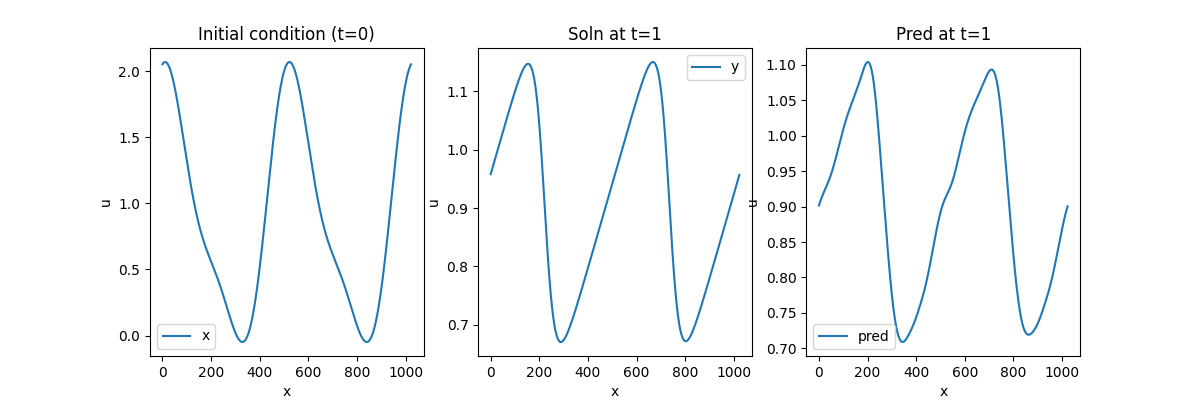 Initial condition (t=0)
2.0
1.5
1.0
0.5
0.0
u
x
0 200 400 600 800 1000
x
Soln at t=1
1.1
1.0
0.9
0.8
0.7
u
y
0 200 400 600 800 1000
x
Pred at t=1
1.10
1.05
1.00
0.95
0.90
0.85
0.80
0.75
0.70
u
pred
0 200 400 600 800 1000
x